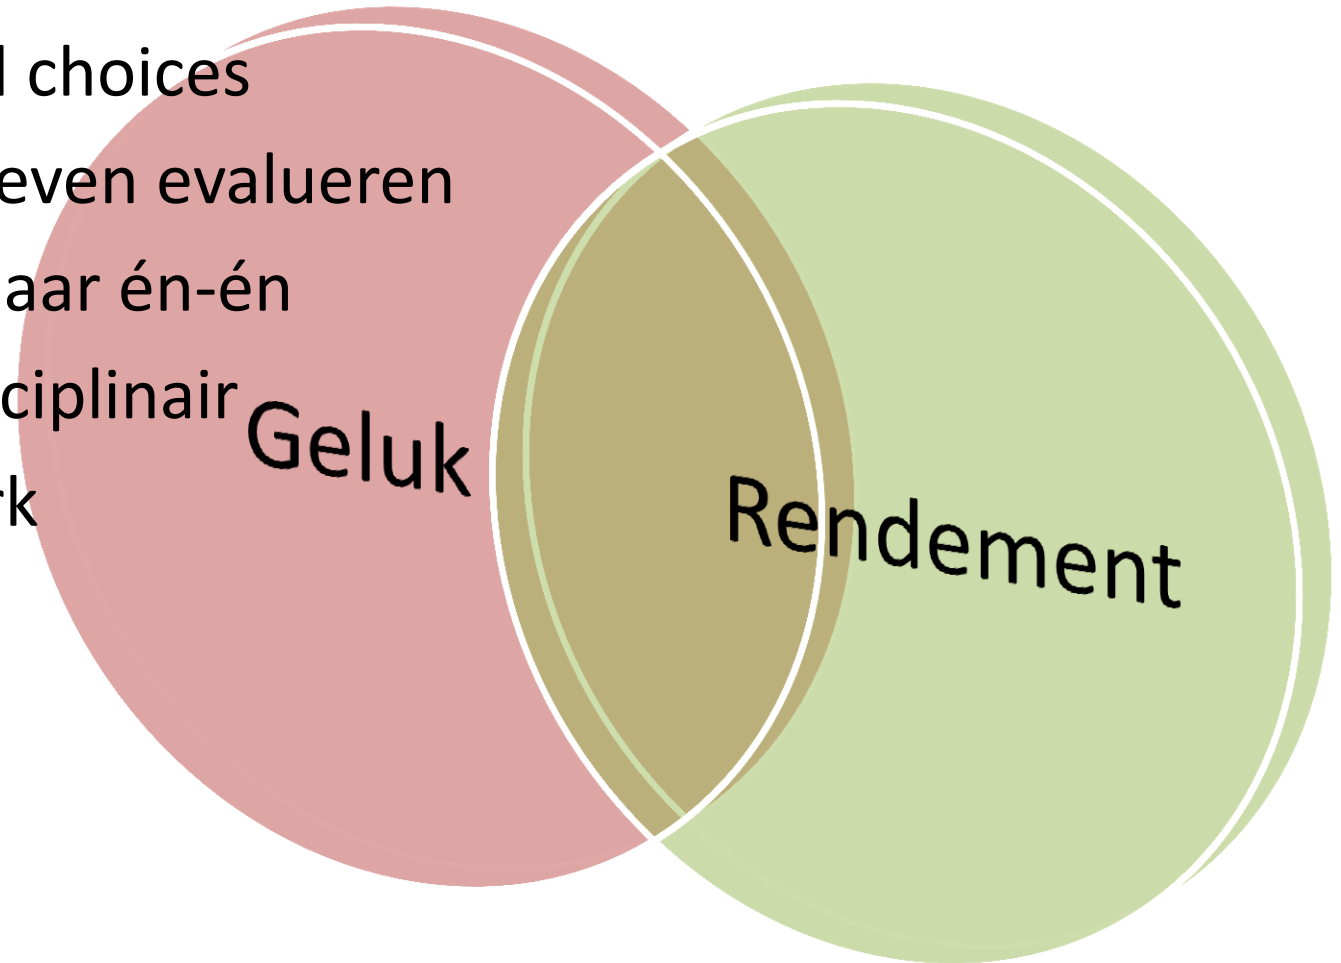 choices
even evalueren
aar én-én
ciplinair
rk
Geluk
Rendement